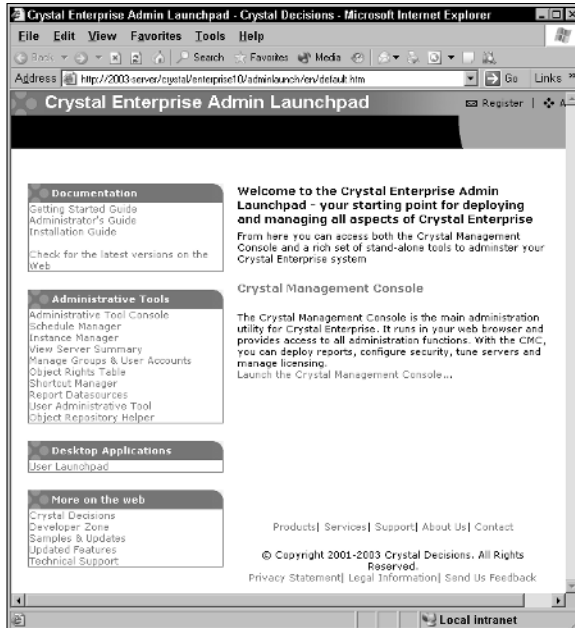 Crystal Enterprise Admin Launchpad - Crystal Decisions - Microsoft Internet Explorer
File Edit View Favorites Tools Help
Back Search Favorites Media
Address http://2003-server/crystal/enterprise10/adminlaunch/en/default.htm Go Links »
Crystal Enterprise Admin Launchpad
Register | A
Documentation
Getting Started Guide
Administrator's Guide
Installation Guide
Check for the latest versions on the
Web
Administrative Tools
Administrative Tool Console
Schedule Manager
Instance Manager
View Server Summary
Manage Groups & User Accounts
Object Rights Table
Shortcut Manager
Report Datasources
User Administrative Tool
Object Repository Helper
Desktop Applications
User Launchpad
More on the web
Crystal Decisions
Developer Zone
Samples & Updates
Updated Features
Technical Support
Welcome to the Crystal Enterprise Admin
Launchpad - your starting point for deploying
and managing all aspects of Crystal Enterprise
From here you can access both the Crystal Management
Console and a rich set of stand-alone tools to adminster your
Crystal Enterprise system
Crystal Management Console
The Crystal Management Console is the main administration
utility for Crystal Enterprise. It runs in your web browser and
provides access to all administration functions. With the CMC,
you can deploy reports, configure security, tune servers and
manage licensing.
Launch the Crystal Management Console...
Products| Services| Support| About Us| Contact
© Copyright 2001-2003 Crystal Decisions. All Rights
Reserved.
Privacy Statement| Legal Information| Send Us Feedback
Local intranet